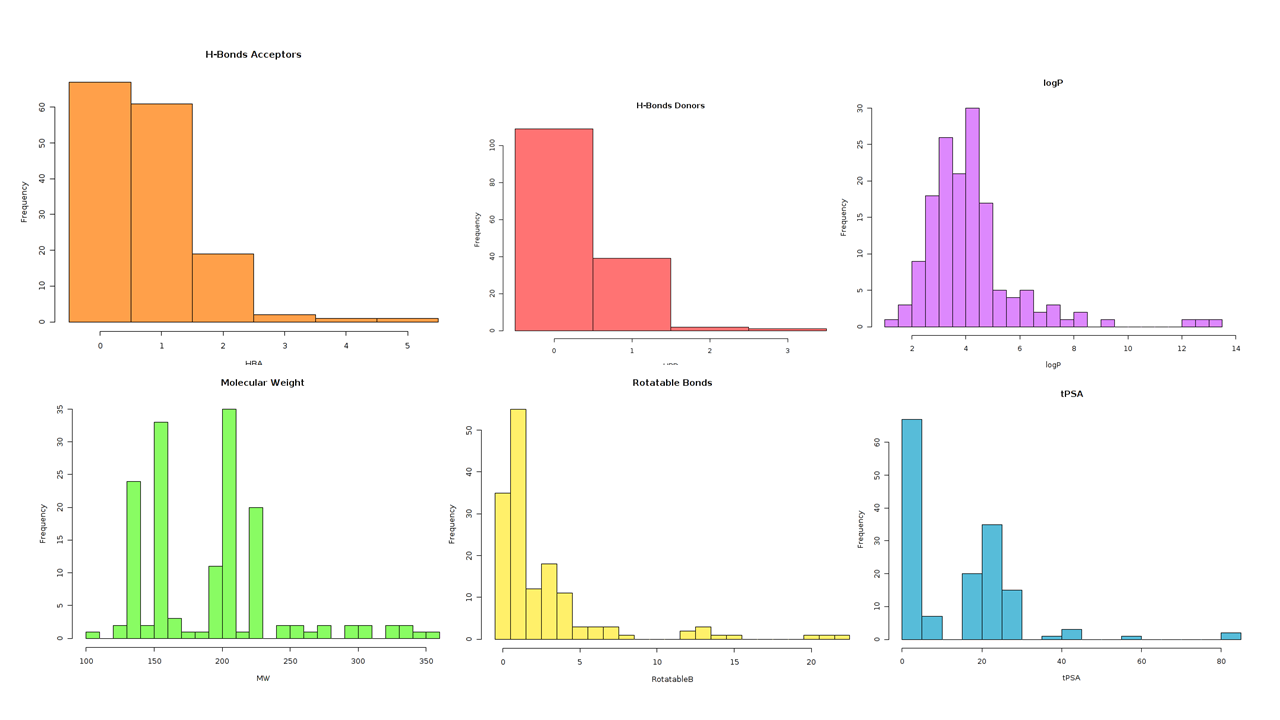 H-Bonds Acceptors
Frequency
0 10 20 30 40 50 60
0 1 2 3 4 5
HBA
H-Bonds Donors
Frequency
0 20 40 60 80 100
0 1 2 3
logP
Frequency
0 5 10 15 20 25 30
2 4 6 8 10 12 14
logP
Molecular Weight
Frequency
0 5 10 15 20 25 30 35
100 150 200 250 300 350
MW
Rotatable Bonds
Frequency
0 10 20 30 40 50
0 5 10 15 20
RotatableB
tPSA
Frequency
0 10 20 30 40 50 60
0 20 40 60 80
tPSA